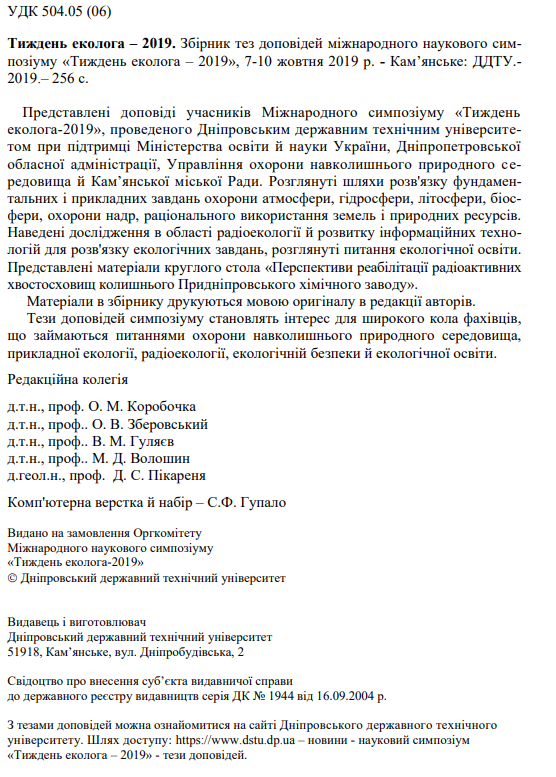 УДК 504.05 (06)
Тиждень еколога – 2019. Збірник тез доповідей міжнародного наукового сим-
позіуму «Тиждень еколога – 2019», 7-10 жовтня 2019 р. - Кам’янське: ДДТУ.-
2019.– 256 с.
Представлені доповіді учасників Міжнародного симпозіуму «Тиждень
еколога-2019», проведеного Дніпровським державним технічним університе-
том при підтримці Міністерства освіти й науки України, Дніпропетровської
обласної адміністрації, Управління охорони навколишнього природного се-
редовища й Кам’янської міської Ради. Розглянуті шляхи розв'язку фундамен-
тальних і прикладних завдань охорони атмосфери, гідросфери, літосфери, біос-
фери, охорони надр, раціонального використання земель і природних ресурсів.
Наведені дослідження в області радіоекології й розвитку інформаційних техно-
логій для розв'язку екологічних завдань, розглянуті питання екологічної освіти.
Представлені матеріали круглого стола «Перспективи реабілітації радіоактивних
хвостосховищ колишнього Придніпровського хімічного заводу».
Матеріали в збірнику друкуються мовою оригіналу в редакції авторів.
Тези доповідей симпозіуму становлять інтерес для широкого кола фахівців,
що займаються питаннями охорони навколишнього природного середовища,
прикладної екології, радіоекології, екологічній безпеки й екологічної освіти.
Редакційна колегія
д.т.н., проф. О. М. Коробочка
д.т.н., проф.. О. В. Зберовський
д.т.н., проф.. В. М. Гуляєв
д.т.н., проф.. М. Д. Волошин
д.геол.н., проф. Д. С. Пікареня
Комп'ютерна верстка й набір – С.Ф. Гупало
Видано на замовлення Оргкомітету
Міжнародного наукового симпозіуму
«Тиждень еколога-2019»
© Дніпровський державний технічний університет
Видавець і виготовлювач
Дніпровський державний технічний університет
51918, Кам’янське, вул. Дніпробудівська, 2
Свідоцтво про внесення суб’єкта видавничої справи
до державного реєстру видавництв серія ДК № 1944 від 16.09.2004 р.
З тезами доповідей можна ознайомитися на сайті Дніпровського державного технічного
університету. Шлях доступу: https://www.dstu.dp.ua – новини - науковий симпозіум
«Тиждень еколога – 2019» - тези доповідей.